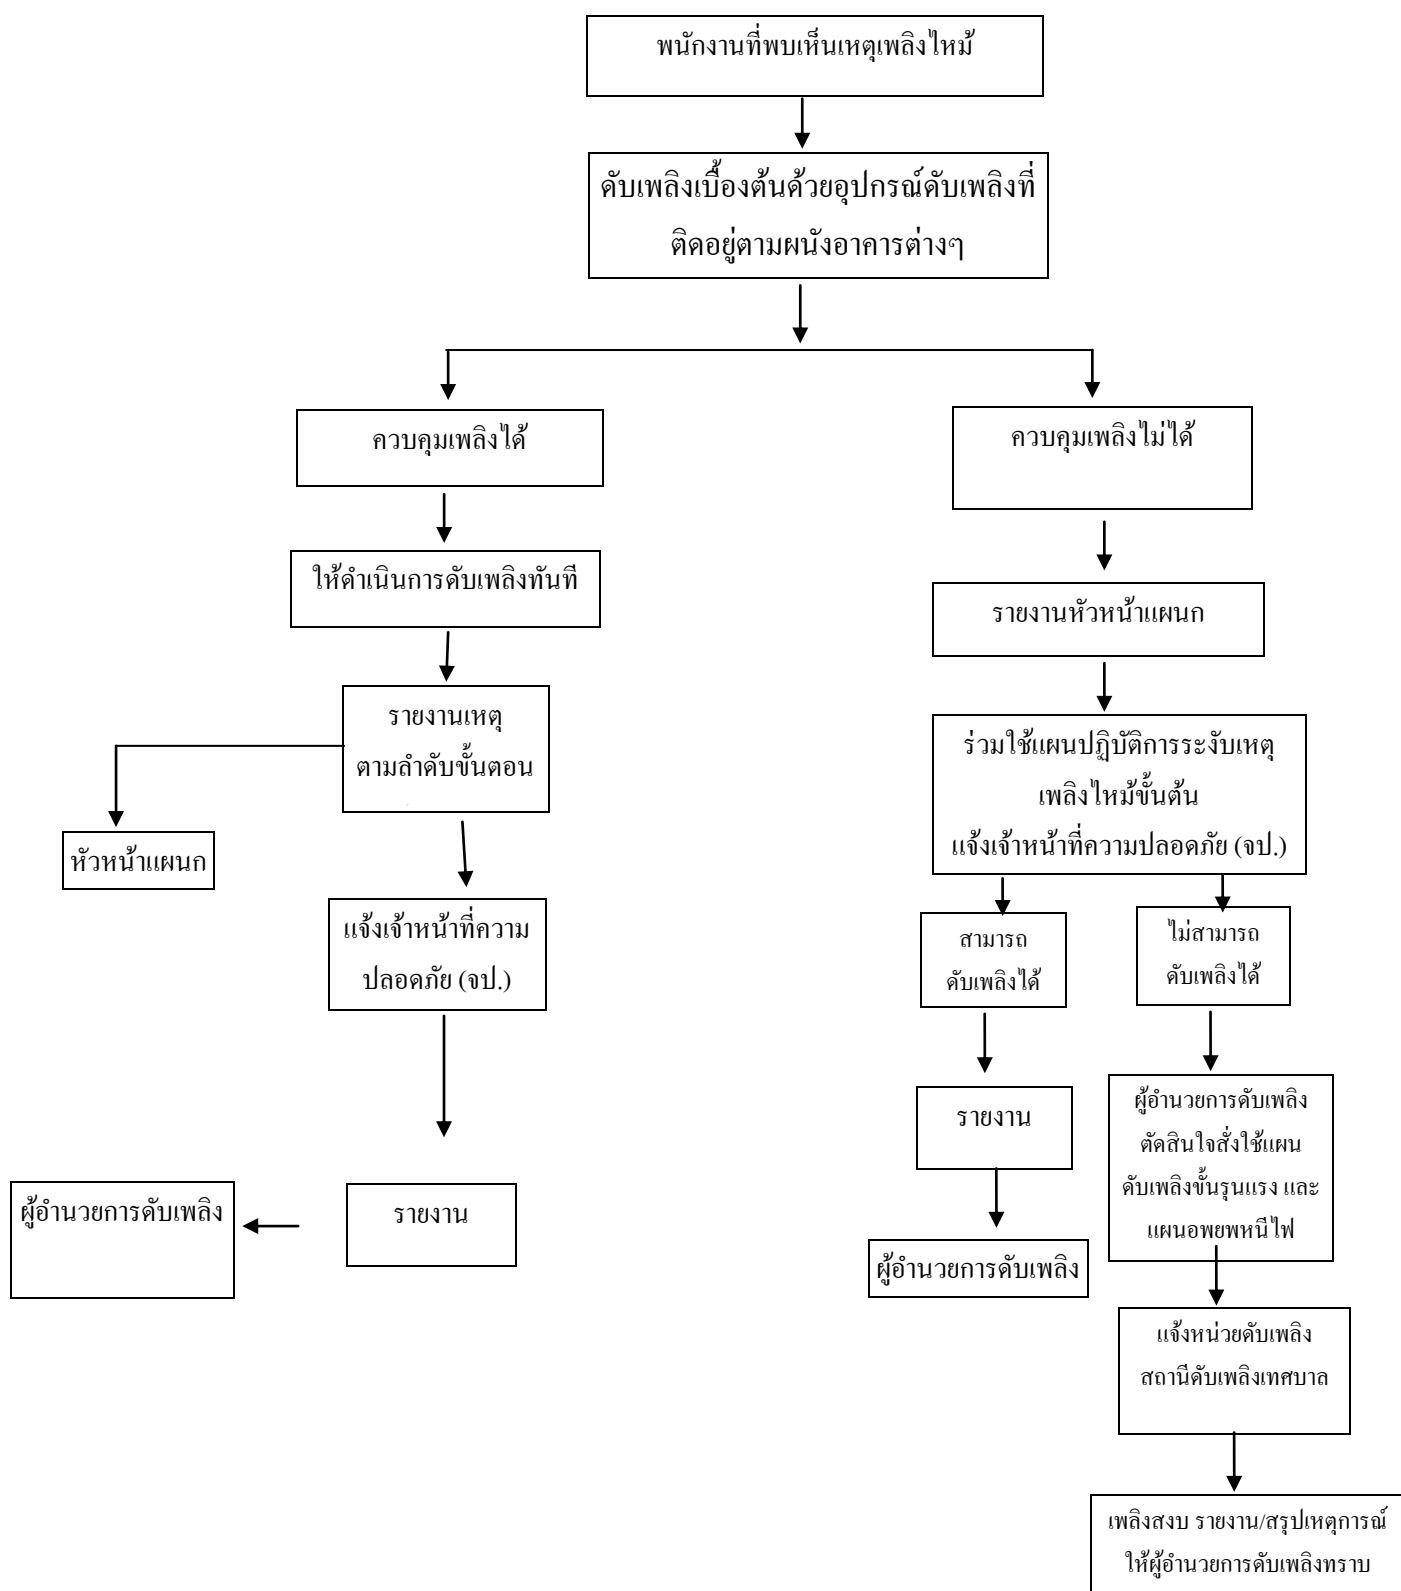 พนักงานที่พบเห็นเหตุเพลิงไหม้
ดับเพลิงเบื้องต้นด้วยอุปกรณ์ดับเพลิงที่
ติดอยู่ตามผนังอาคารต่างๆ
ควบคุมเพลิงได้
ให้ดำเนินการดับเพลิงทันที
รายงานเหตุ
ตามลำดับขั้นตอน
หัวหน้าแผนก
แจ้งเจ้าหน้าที่ความ
ปลอดภัย (จป.)
รายงาน
ผู้อำนวยการดับเพลิง
ควบคุมเพลิงไม่ได้
รายงานหัวหน้าแผนก
ร่วมใช้แผนปฏิบัติการระงับเหตุ
เพลิงไหม้ขั้นต้น
แจ้งเจ้าหน้าที่ความปลอดภัย (จป.)
สามารถ
ดับเพลิงได้
รายงาน
ผู้อำนวยการดับเพลิง
ไม่สามารถ
ดับเพลิงได้
ผู้อำนวยการดับเพลิง
ตัดสินใจสั่งใช้แผน
ดับเพลิงขั้นรุนแรง และ
แผนอพยพหนีไฟ
แจ้งหน่วยดับเพลิง
สถานีดับเพลิงเทศบาล
เพลิงสงบ รายงาน/สรุปเหตุการณ์
ให้ผู้อำนวยการดับเพลิงทราบ